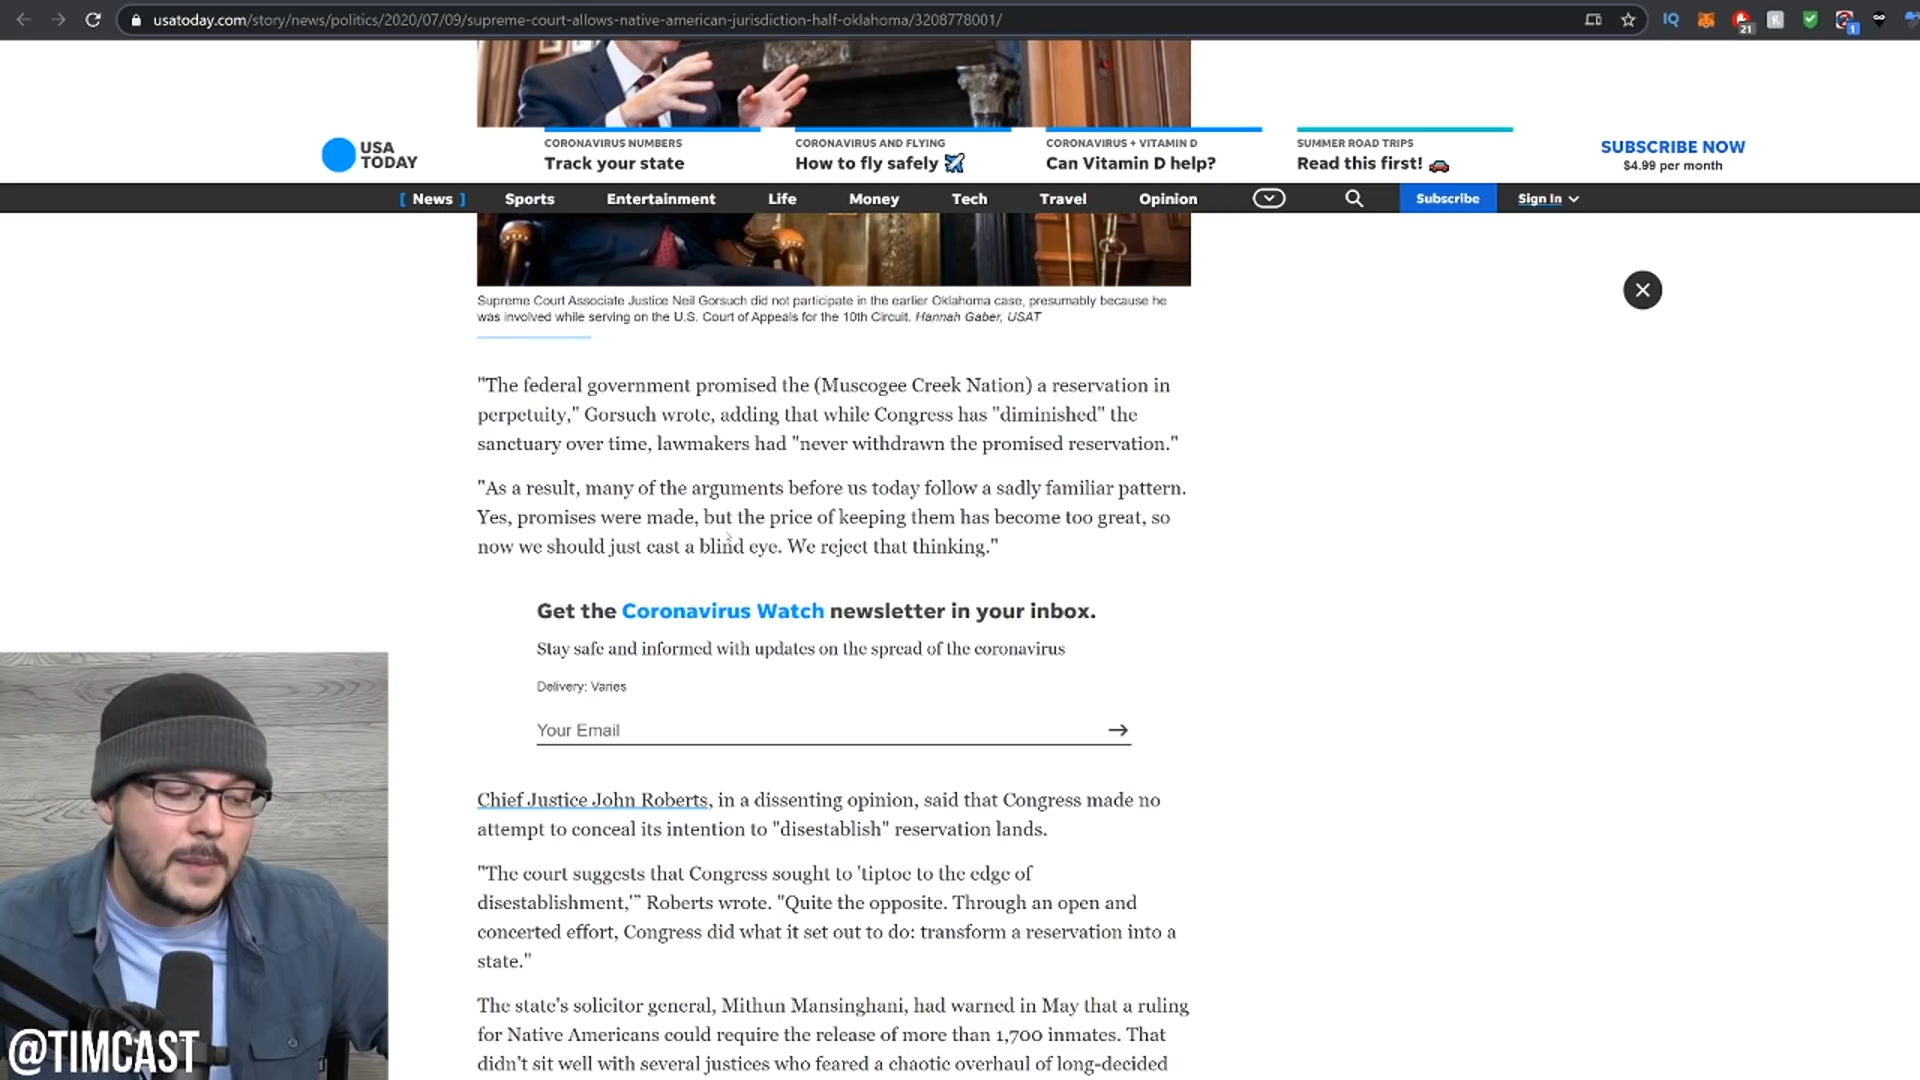 usatoday.com/story/news/politics/2020/07/09/supreme-court-allows-native-american-jurisdiction-half-oklahoma/3208778001/
IQ
21
1
USA
TODAY
CORONAVIRUS NUMBERS
Track your state
CORONAVIRUS AND FLYING
How to fly safely ✈️
CORONAVIRUS + VITAMIN D
Can Vitamin D help?
SUMMER ROAD TRIPS
Read this first! 🚗
SUBSCRIBE NOW
$4.99 per month
[ News ]
Sports
Entertainment
Life
Money
Tech
Travel
Opinion
Subscribe
Sign In
Supreme Court Associate Justice Neil Gorsuch did not participate in the earlier Oklahoma case, presumably because he
was involved while serving on the U.S. Court of Appeals for the 10th Circuit. Hannah Gaber, USAT
"The federal government promised the (Muscogee Creek Nation) a reservation in
perpetuity," Gorsuch wrote, adding that while Congress has "diminished" the
sanctuary over time, lawmakers had "never withdrawn the promised reservation."
"As a result, many of the arguments before us today follow a sadly familiar pattern.
Yes, promises were made, but the price of keeping them has become too great, so
now we should just cast a blind eye. We reject that thinking."
Get the Coronavirus Watch newsletter in your inbox.
Stay safe and informed with updates on the spread of the coronavirus
Delivery: Varies
Your Email
Chief Justice John Roberts, in a dissenting opinion, said that Congress made no
attempt to conceal its intention to "disestablish" reservation lands.
"The court suggests that Congress sought to 'tiptoe to the edge of
disestablishment,'" Roberts wrote. "Quite the opposite. Through an open and
concerted effort, Congress did what it set out to do: transform a reservation into a
state."
The state's solicitor general, Mithun Mansinghani, had warned in May that a ruling
for Native Americans could require the release of more than 1,700 inmates. That
didn't sit well with several justices who feared a chaotic overhaul of long-decided
@TIMCAST